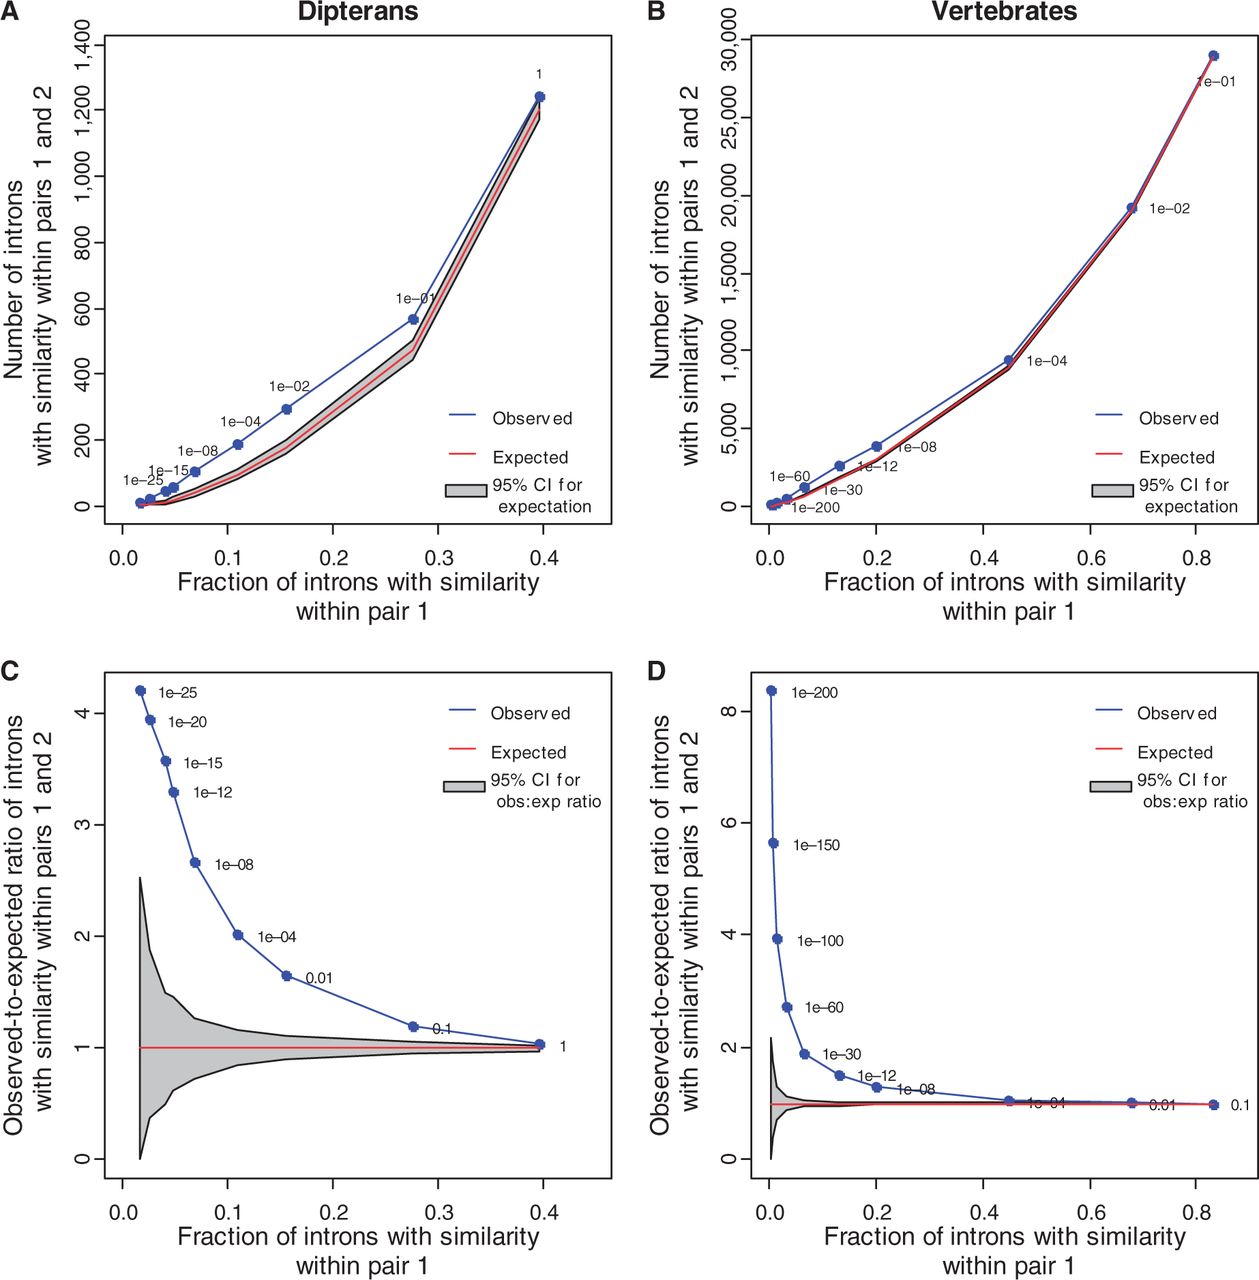 A
Dipterans
Number of introns
with similarity within pairs 1 and 2
1,400
1,200
1,000
800
600
400
200
0
1
1e–01
1e–02
1e–04
1e–08
1e–15
1e–25
Observed
Expected
95% CI for
expectation
0.0 0.1 0.2 0.3 0.4
Fraction of introns with similarity
within pair 1
B
Vertebrates
Number of introns
with similarity within pairs 1 and 2
30,000
25,000
20,000
1,5000
1,0000
5,000
0
1e–01
1e–02
1e–04
1e–08
1e–12
1e–60
1e–30
1e–200
Observed
Expected
95% CI for
expectation
0.0 0.2 0.4 0.6 0.8
Fraction of introns with similarity
within pair 1
C
Observed-to-expected ratio of introns
with similarity within pairs 1 and 2
4
3
2
1
0
1e–25
1e–20
1e–15
1e–12
1e–08
1e–04
0.01
0.1
1
Observed
Expected
95% CI for
obs:exp ratio
0.0 0.1 0.2 0.3 0.4
Fraction of introns with similarity
within pair 1
D
Observed-to-expected ratio of introns
with similarity within pairs 1 and 2
8
6
4
2
0
1e–200
1e–150
1e–100
1e–60
1e–30
1e–12
1e–08
1e–04
0.01
0.1
Observed
Expected
95% CI for
obs:exp ratio
0.0 0.2 0.4 0.6 0.8
Fraction of introns with similarity
within pair 1